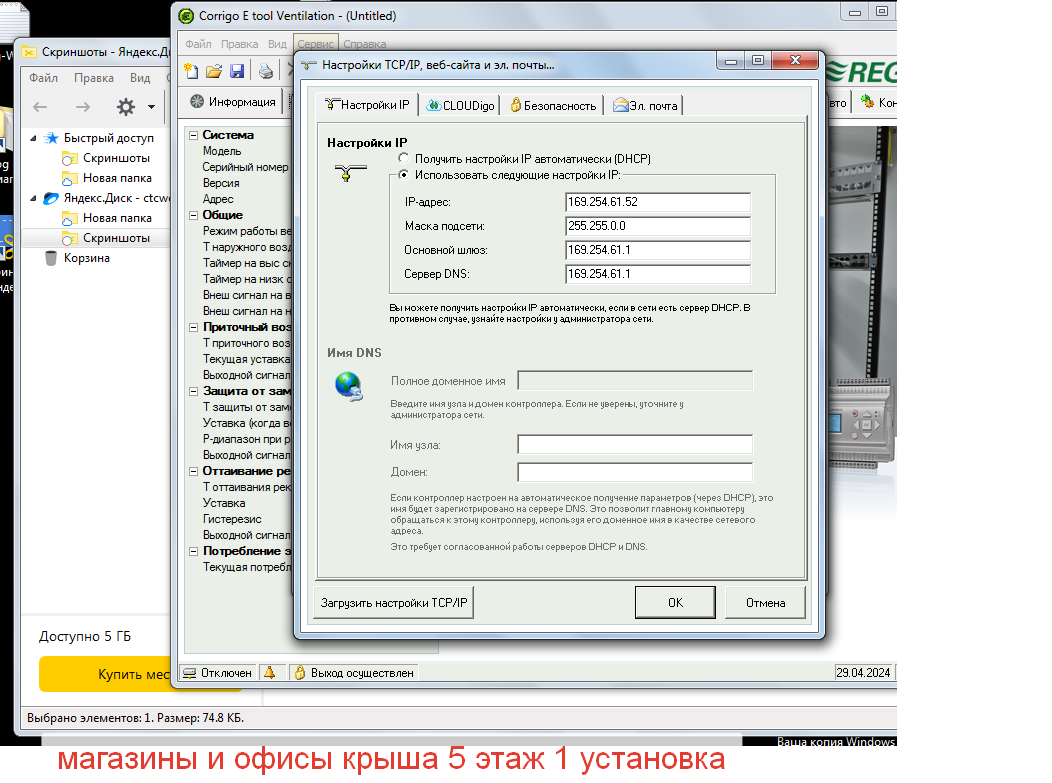 Corrigo E tool Ventilation - (Untitled)
Файл Правка Вид Сервис Справка
Скриншоты - Яндекс.Ди
Файл Правка Вид
Быстрый доступ
Скриншоты
Новая папка
Яндекс.Диск - ctcwe
Новая папка
Скриншоты
Корзина
Доступно 5 ГБ
Купить мес
Выбрано элементов: 1. Размер: 74.8 КБ.
Информация
REG
Система
Модель
Серийный номер
Версия
Адрес
Общие
Режим работы ве
Т наружного возд
Таймер на выс ск
Таймер на низк с
Внеш сигнал на в
Внеш сигнал на н
Приточный воз
Т приточного возд
Текущая уставка
Выходной сигнал
Защита от зам
Т защиты от заме
Уставка (когда ве
Р-диапазон при р
Выходной сигнал
Оттаивание ре
Т оттаивания рек
Уставка
Гистерезис
Выходной сигнал
Потребление э
Текущая потребл
Настройки TCP/IP, веб-сайта и эл. почты...
Настройки IP CLOUDigo Безопасность Эл. почта
Настройки IP
Получить настройки IP автоматически (DHCP)
Использовать следующие настройки IP:
IP-адрес: 169.254.61.52
Маска подсети: 255.255.0.0
Основной шлюз: 169.254.61.1
Сервер DNS: 169.254.61.1
Вы можете получить настройки IP автоматически, если в сети есть сервер DHCP. В
противном случае, узнайте настройки у администратора сети.
Имя DNS
Полное доменное имя
Введите имя узла и домен контроллера. Если не уверены, уточните у
администратора сети.
Имя узла:
Домен:
Если контроллер настроен на автоматическое получение параметров (через DHCP), это
имя будет зарегистрировано на сервере DNS. Это позволит главному компьютеру
обращаться к этому контроллеру, используя его доменное имя в качестве сетевого
адреса.
Это требует согласованной работы серверов DHCP и DNS.
Загрузить настройки TCP/IP OK Отмена
Отключен Выход осуществлен 29.04.2024
Ваша копия Windows
магазины и офисы крыша 5 этаж 1 установка